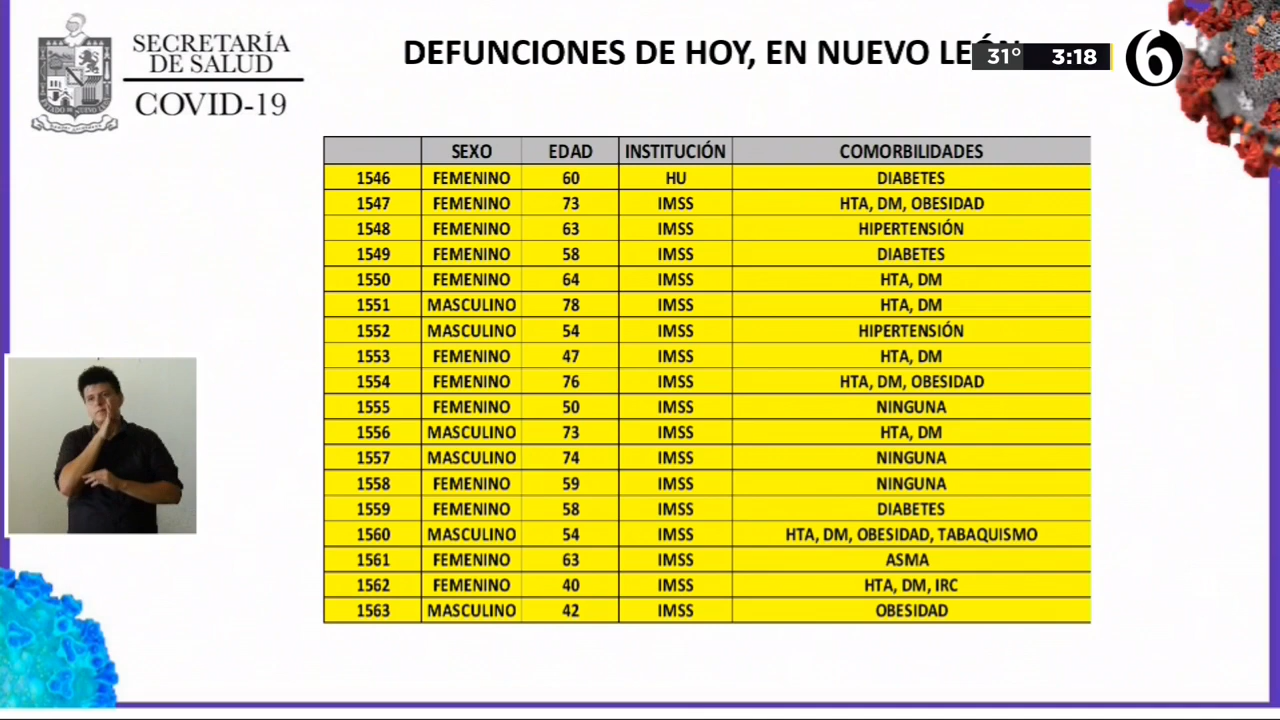 SECRETARÍA
DE SALUD
COVID-19
DEFUNCIONES DE HOY, EN NUEVO LEÓN
31° 3:18 6
SEXO EDAD INSTITUCIÓN COMORBILIDADES
1546 FEMENINO 60 HU DIABETES
1547 FEMENINO 73 IMSS HTA, DM, OBESIDAD
1548 FEMENINO 63 IMSS HIPERTENSIÓN
1549 FEMENINO 58 IMSS DIABETES
1550 FEMENINO 64 IMSS HTA, DM
1551 MASCULINO 78 IMSS HTA, DM
1552 MASCULINO 54 IMSS HIPERTENSIÓN
1553 FEMENINO 47 IMSS HTA, DM
1554 FEMENINO 76 IMSS HTA, DM, OBESIDAD
1555 FEMENINO 50 IMSS NINGUNA
1556 MASCULINO 73 IMSS HTA, DM
1557 MASCULINO 74 IMSS NINGUNA
1558 FEMENINO 59 IMSS NINGUNA
1559 FEMENINO 58 IMSS DIABETES
1560 MASCULINO 54 IMSS HTA, DM, OBESIDAD, TABAQUISMO
1561 FEMENINO 63 IMSS ASMA
1562 FEMENINO 40 IMSS HTA, DM, IRC
1563 MASCULINO 42 IMSS OBESIDAD